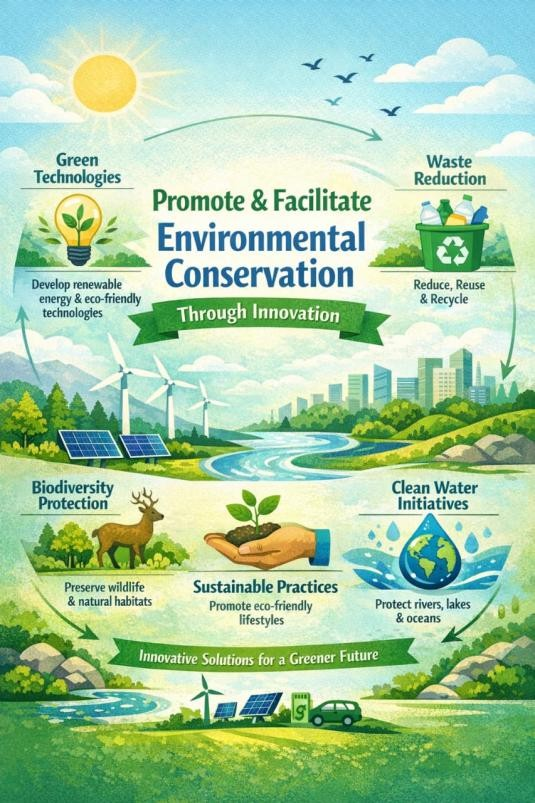 Green
Technologies
Develop renewable
energy & eco-friendly
technologies
Promote & Facilitate
Environmental
Conservation
Through Innovation
Waste
Reduction
Reduce, Reuse
& Recycle
Biodiversity
Protection
Preserve wildlife
& natural habitats
Sustainable Practices
Promote eco-friendly
lifestyles
Clean Water
Initiatives
Protect rivers, lakes
& oceans
Innovative Solutions for a Greener Future